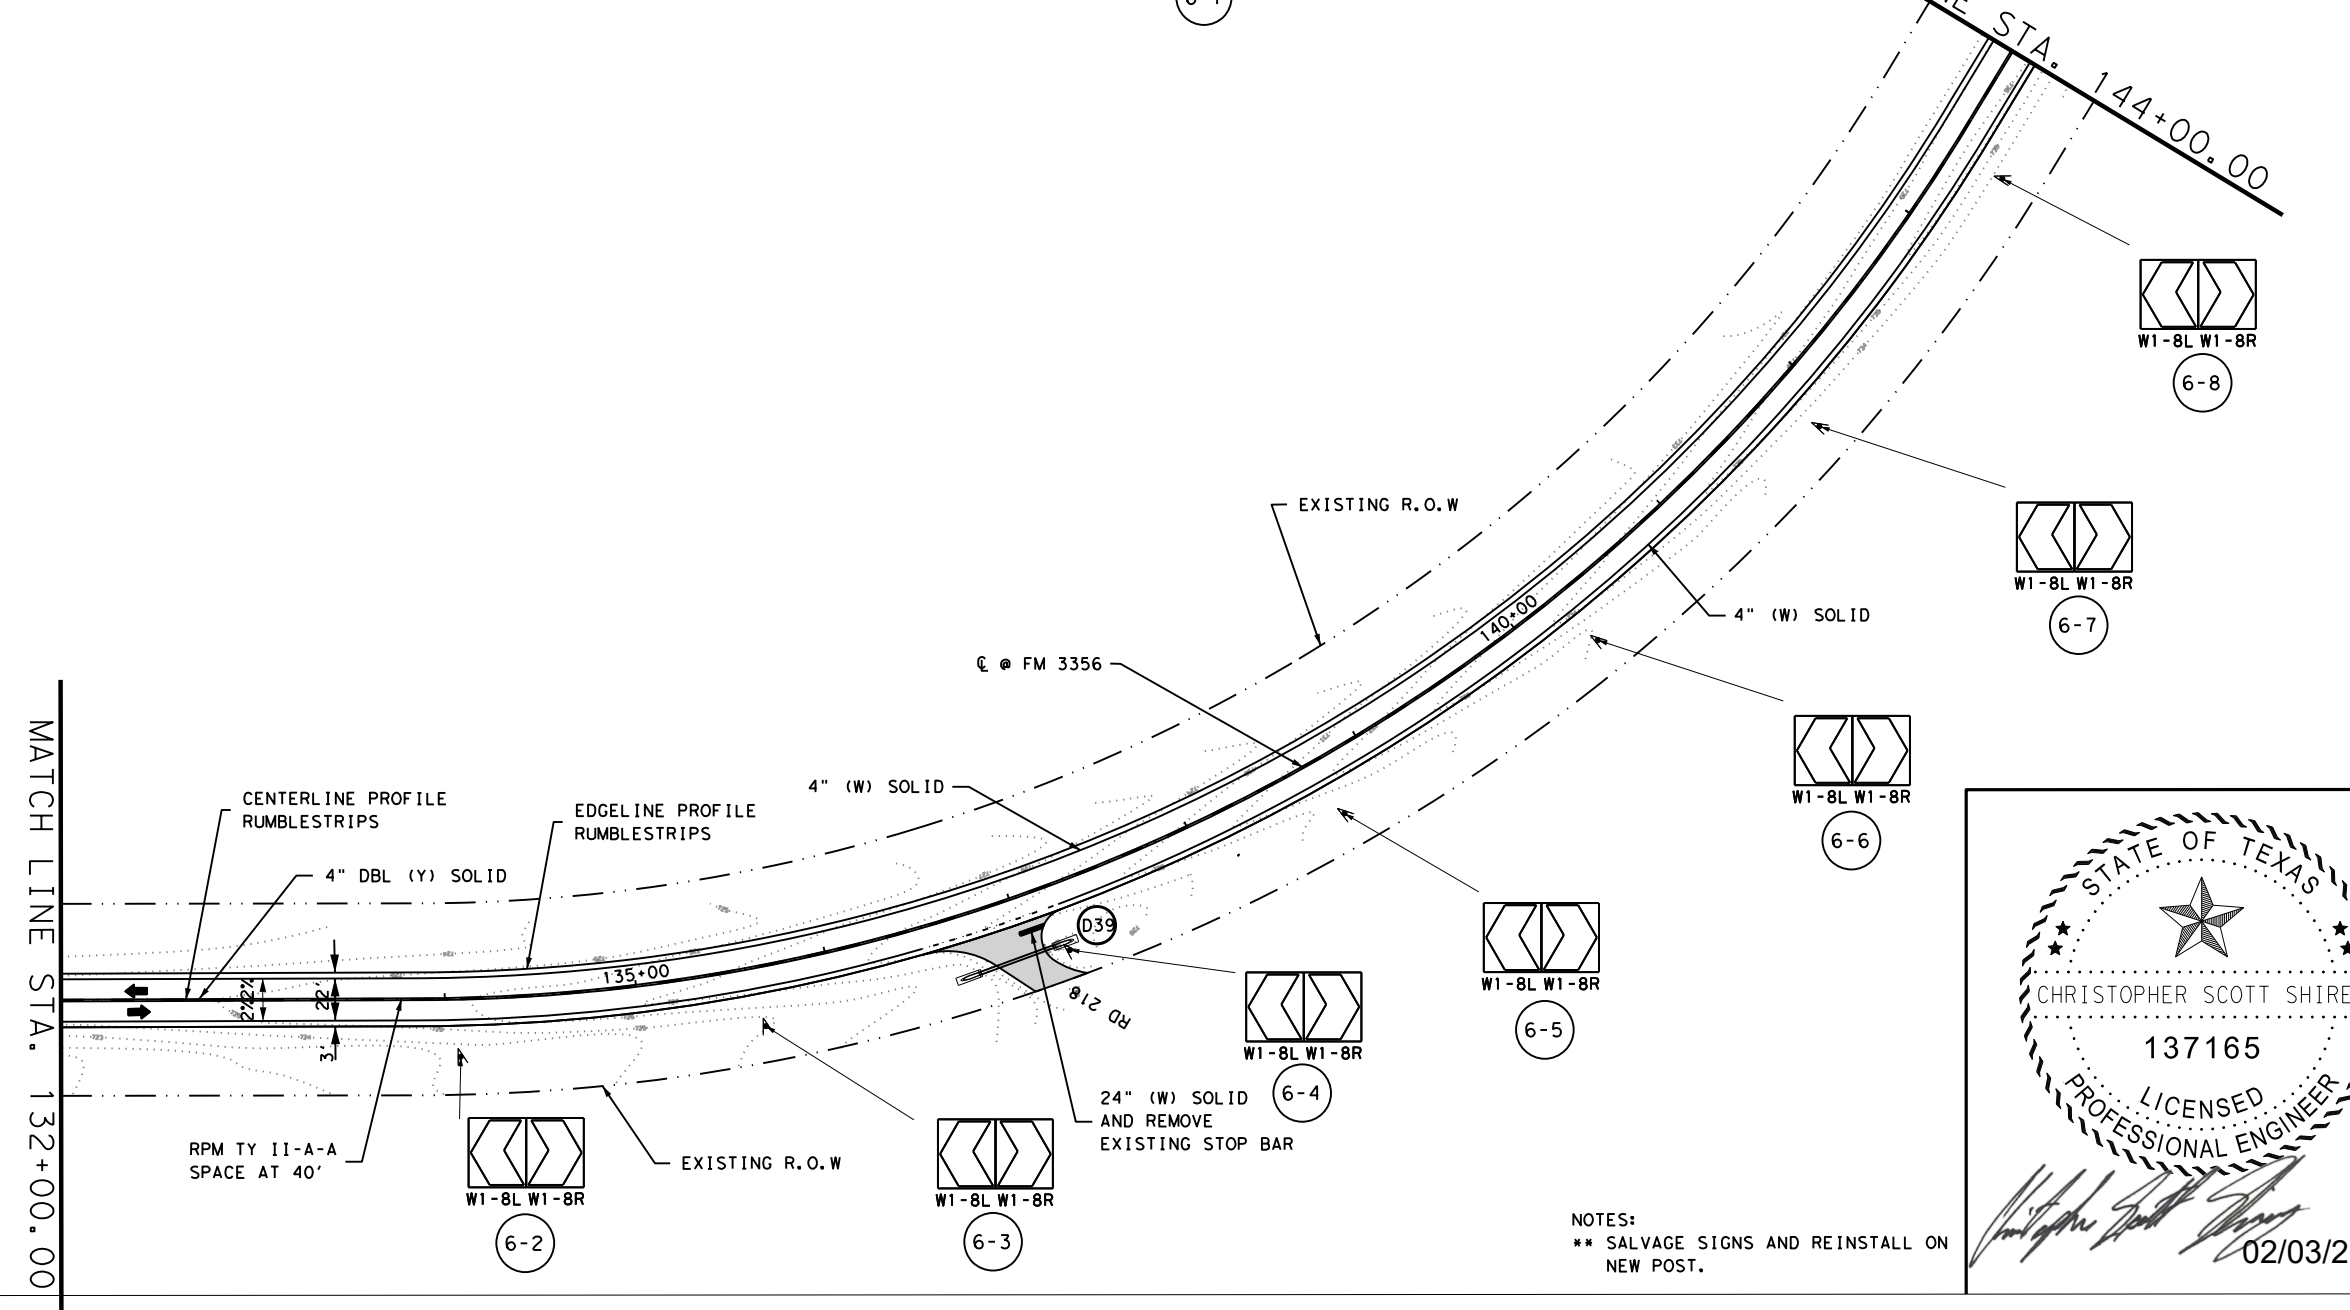 STA. 144+00.00
W1-8L W1-8R
6-8
EXISTING R.O.W
W1-8L W1-8R
6-7
140+00
4" (W) SOLID
℄ @ FM 3356
W1-8L W1-8R
6-6
4" (W) SOLID
CENTERLINE PROFILE
RUMBLESTRIPS
EDGELINE PROFILE
RUMBLESTRIPS
4" DBL (Y) SOLID
MATCH LINE STA. 132+00.00
135+00
22'
3'
D39
RD 218
W1-8L W1-8R
6-5
W1-8L W1-8R
6-4
24" (W) SOLID
AND REMOVE
EXISTING STOP BAR
RPM TY II-A-A
SPACE AT 40'
EXISTING R.O.W
W1-8L W1-8R
6-2
W1-8L W1-8R
6-3
NOTES:
** SALVAGE SIGNS AND REINSTALL ON
NEW POST.
STATE OF TEXAS
CHRISTOPHER SCOTT SHIRE
137165
LICENSED
PROFESSIONAL ENGINEER
02/03/2